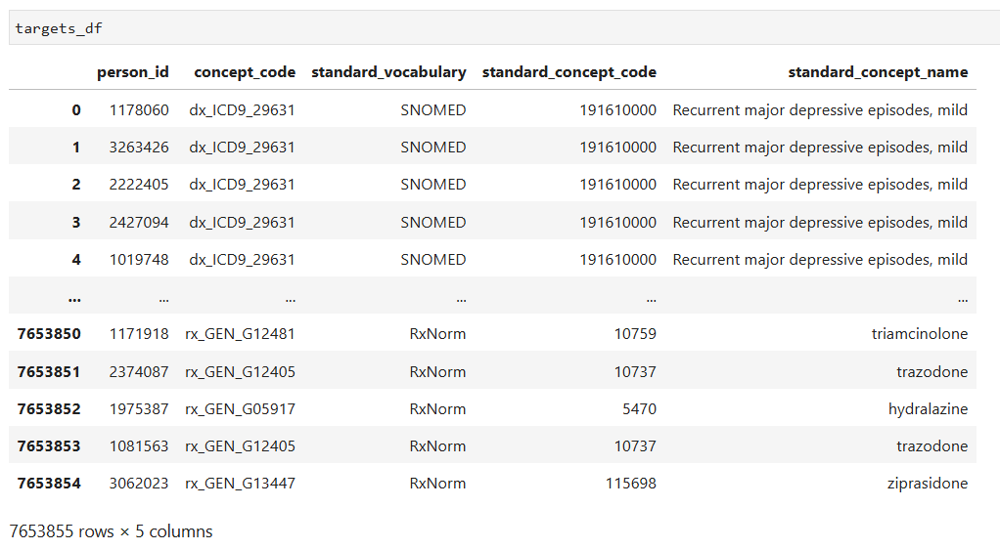 targets_df
person_id concept_code standard_vocabulary standard_concept_code standard_concept_name
0 1178060 dx_ICD9_29631 SNOMED 191610000 Recurrent major depressive episodes, mild
1 3263426 dx_ICD9_29631 SNOMED 191610000 Recurrent major depressive episodes, mild
2 2222405 dx_ICD9_29631 SNOMED 191610000 Recurrent major depressive episodes, mild
3 2427094 dx_ICD9_29631 SNOMED 191610000 Recurrent major depressive episodes, mild
4 1019748 dx_ICD9_29631 SNOMED 191610000 Recurrent major depressive episodes, mild
... ... ... ... ... ...
7653850 1171918 rx_GEN_G12481 RxNorm 10759 triamcinolone
7653851 2374087 rx_GEN_G12405 RxNorm 10737 trazodone
7653852 1975387 rx_GEN_G05917 RxNorm 5470 hydralazine
7653853 1081563 rx_GEN_G12405 RxNorm 10737 trazodone
7653854 3062023 rx_GEN_G13447 RxNorm 115698 ziprasidone
7653855 rows × 5 columns